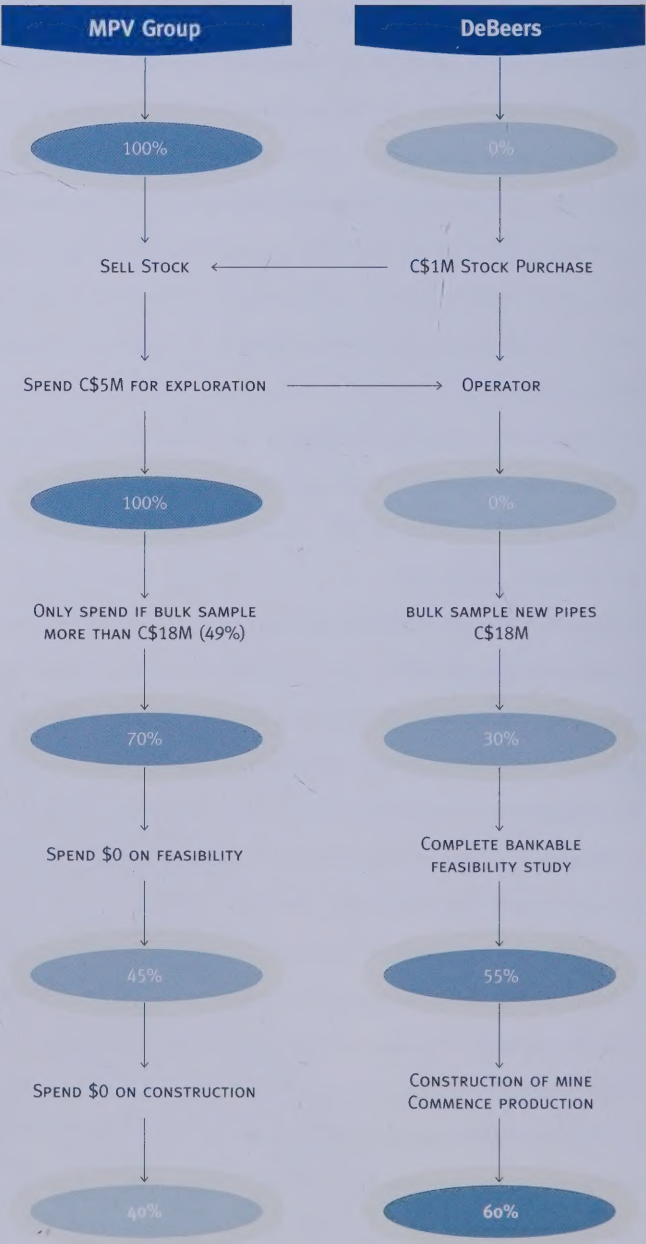 MPV Group
DeBeers
100%
0%
SELL STOCK
C$1M STOCK PURCHASE
SPEND C$5M FOR EXPLORATION
OPERATOR
100%
0%
ONLY SPEND IF BULK SAMPLE
MORE THAN C$18M (49%)
BULK SAMPLE NEW PIPES
C$18M
70%
30%
SPEND $0 ON FEASIBILITY
COMPLETE BANKABLE
FEASIBILITY STUDY
45%
55%
SPEND $0 ON CONSTRUCTION
CONSTRUCTION OF MINE
COMMENCE PRODUCTION
40%
60%